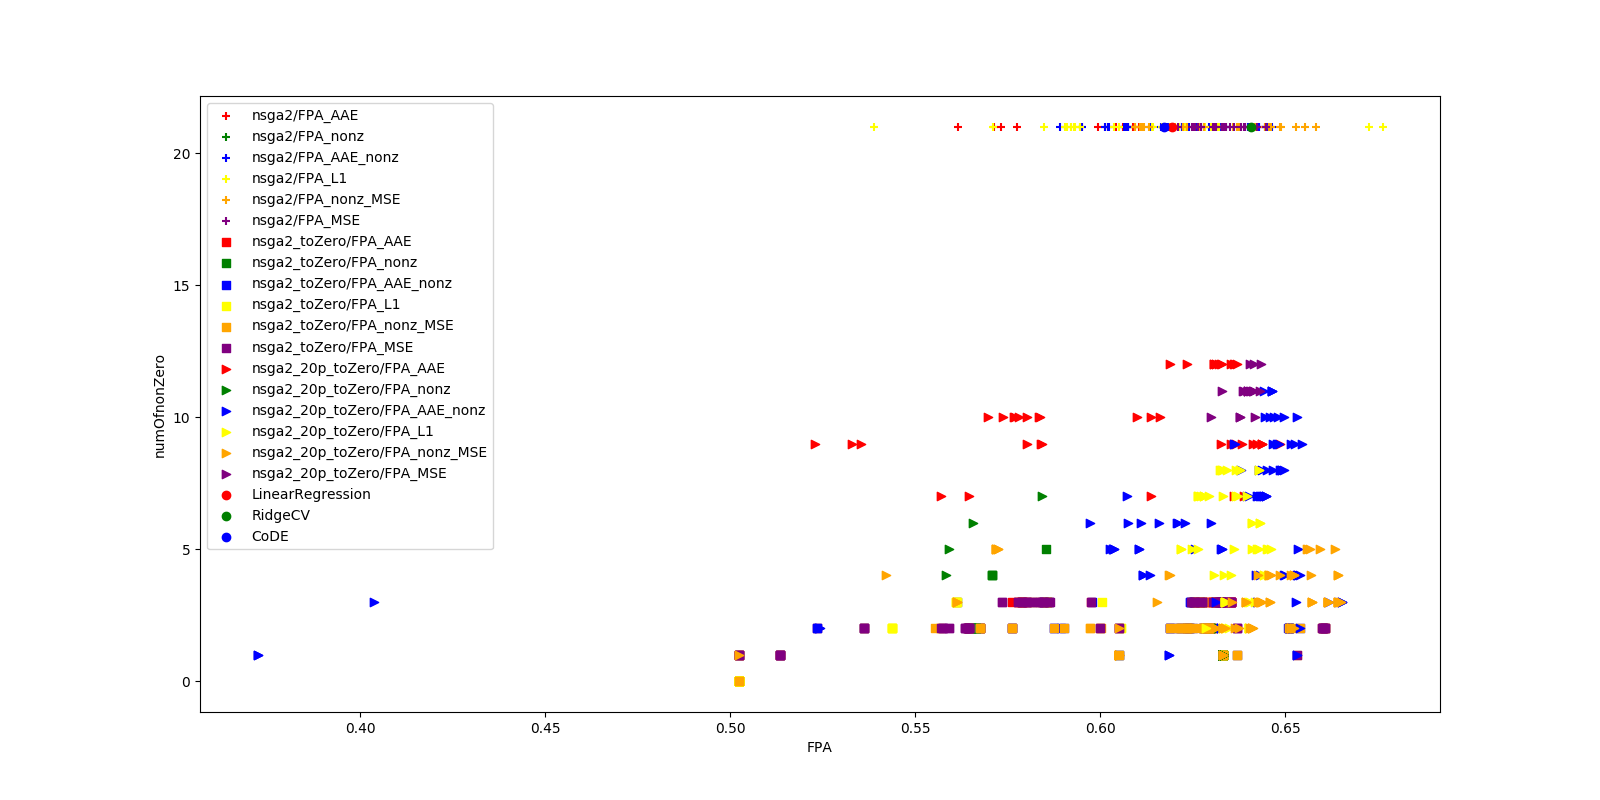 nsga2/FPA_AAE
nsga2/FPA_nonz
nsga2/FPA_AAE_nonz
nsga2/FPA_L1
nsga2/FPA_nonz_MSE
nsga2/FPA_MSE
nsga2_toZero/FPA_AAE
nsga2_toZero/FPA_nonz
nsga2_toZero/FPA_AAE_nonz
nsga2_toZero/FPA_L1
nsga2_toZero/FPA_nonz_MSE
nsga2_toZero/FPA_MSE
nsga2_20p_toZero/FPA_AAE
nsga2_20p_toZero/FPA_nonz
nsga2_20p_toZero/FPA_AAE_nonz
nsga2_20p_toZero/FPA_L1
nsga2_20p_toZero/FPA_nonz_MSE
nsga2_20p_toZero/FPA_MSE
LinearRegression
RidgeCV
CoDE
20
15
10
5
0
numOfnonZero
0.40 0.45 0.50 0.55 0.60 0.65
FPA